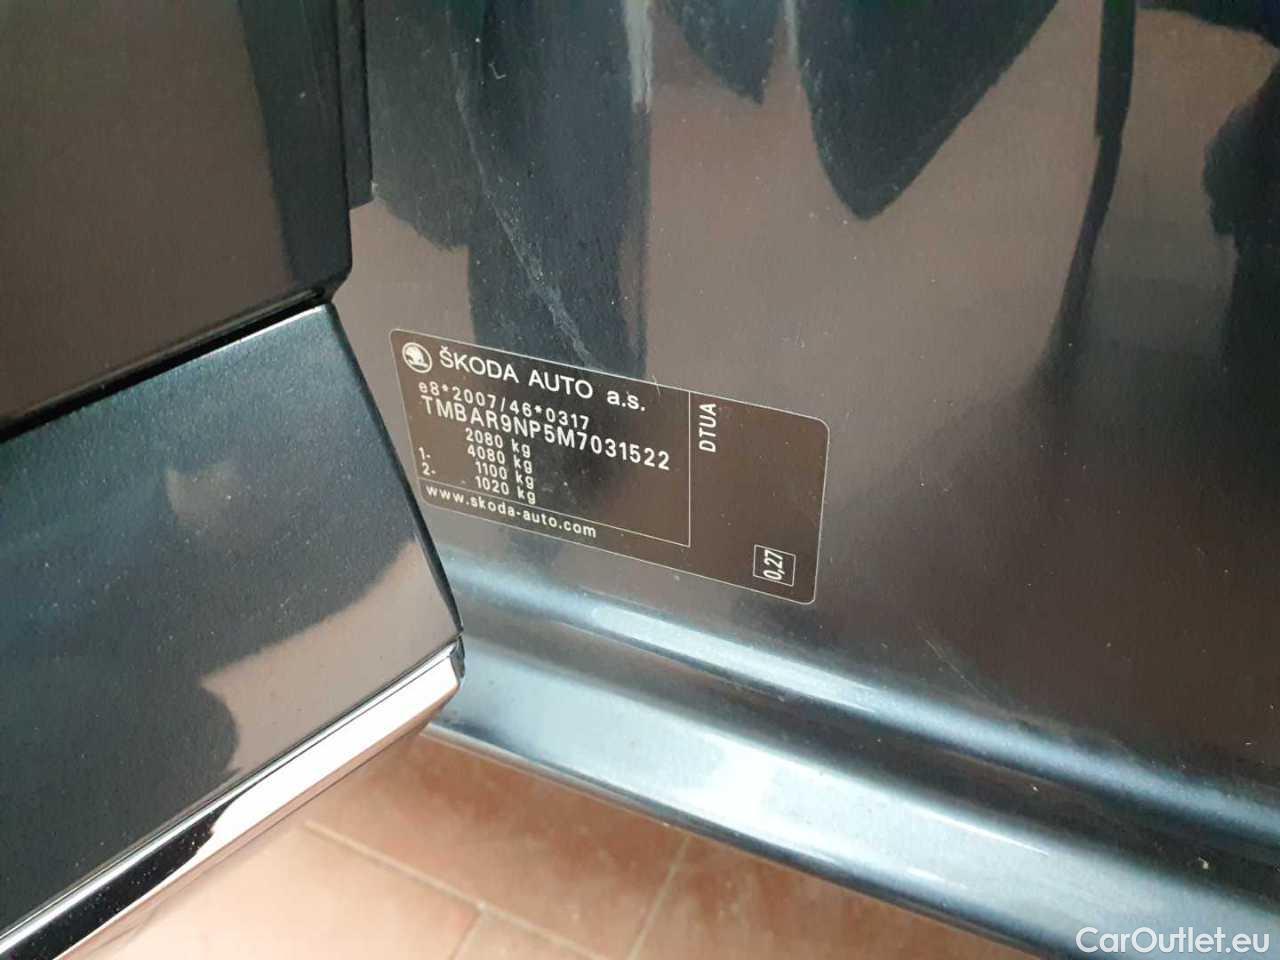 ŠKODA AUTO a.s.
e8*2007/46*0317
TMBAR9NP5M7031522
2080 kg
1- 4080 kg
2- 1100 kg
1020 kg
www.skoda-auto.com
DTUA
0,27
CarOutlet.eu